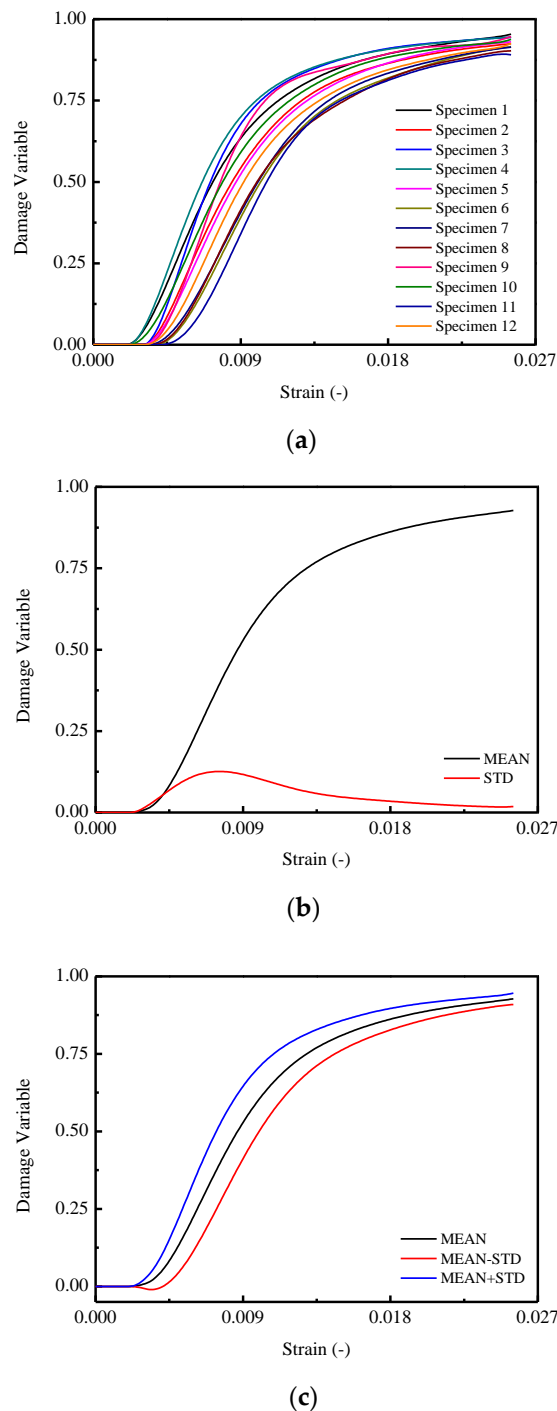 1.00
0.75
0.50
0.25
0.00
Damage Variable
Specimen 1
Specimen 2
Specimen 3
Specimen 4
Specimen 5
Specimen 6
Specimen 7
Specimen 8
Specimen 9
Specimen 10
Specimen 11
Specimen 12
0.000
0.009
0.018
0.027
Strain (-)
(a)
1.00
0.75
0.50
0.25
0.00
Damage Variable
MEAN
STD
0.000
0.009
0.018
0.027
Strain (-)
(b)
1.00
0.75
0.50
0.25
0.00
Damage Variable
MEAN
MEAN-STD
MEAN+STD
0.000
0.009
0.018
0.027
Strain (-)
(c)